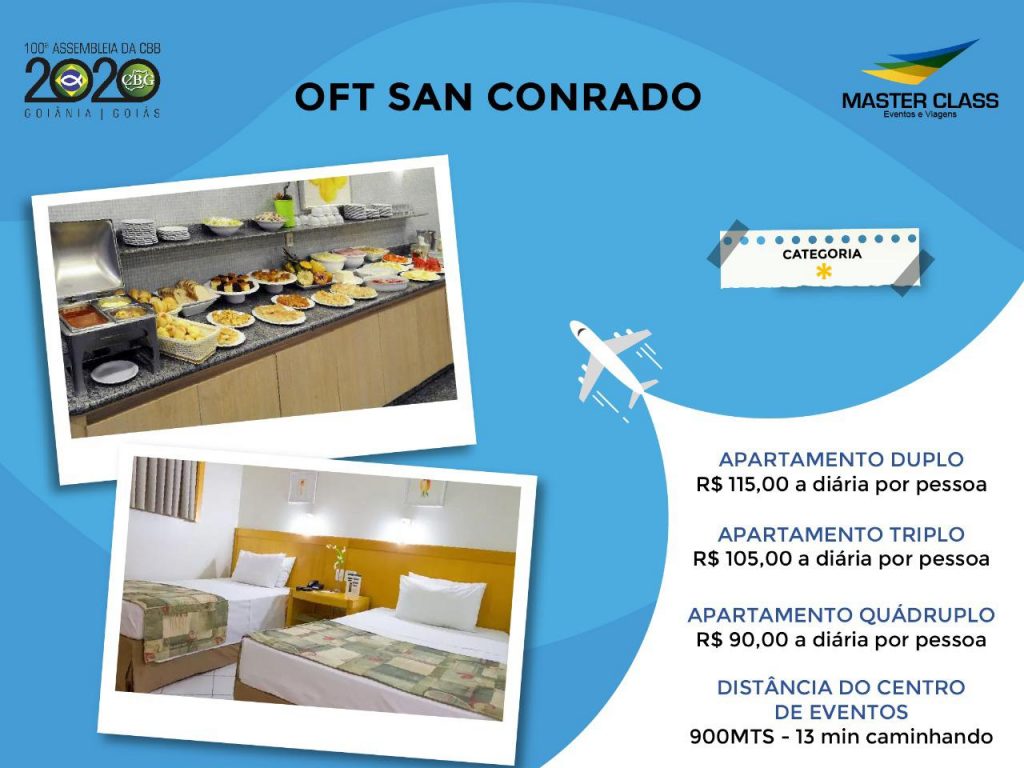 100ª ASSEMBLEIA DA CBB
2020
CBG
GOIÂNIA | GOIÁS
OFT SAN CONRADO
MASTER CLASS
Eventos e Viagens
CATEGORIA
*
APARTAMENTO DUPLO
R$ 115,00 a diária por pessoa
APARTAMENTO TRIPLO
R$ 105,00 a diária por pessoa
APARTAMENTO QUÁDRUPLO
R$ 90,00 a diária por pessoa
DISTÂNCIA DO CENTRO
DE EVENTOS
900MTS - 13 min caminhando